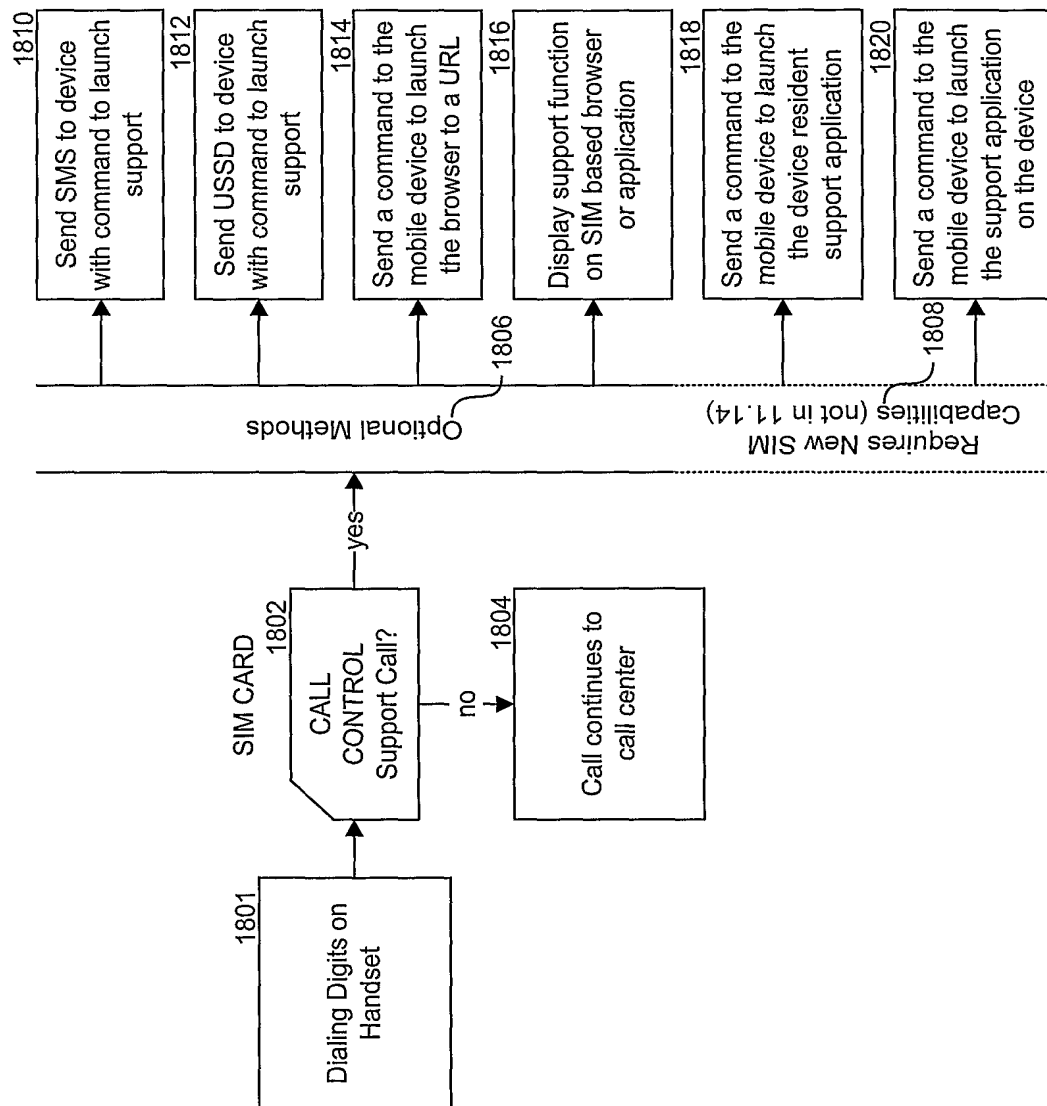 1801
Dialing Digits on
Handset
SIM CARD
1802
CALL
CONTROL
Support Call?
yes
no
1804
Call continues to
call center
Optional Methods
1806
Requires New SIM
Capabilities (not in 11.14)
1808
1810
Send SMS to device
with command to launch
support
1812
Send USSD to device
with command to launch
support
1814
Send a command to the
mobile device to launch
the browser to a URL
1816
Display support function
on SIM based browser
or application
1818
Send a command to the
mobile device to launch
the device resident
support application
1820
Send a command to the
mobile device to launch
the support application
on the device